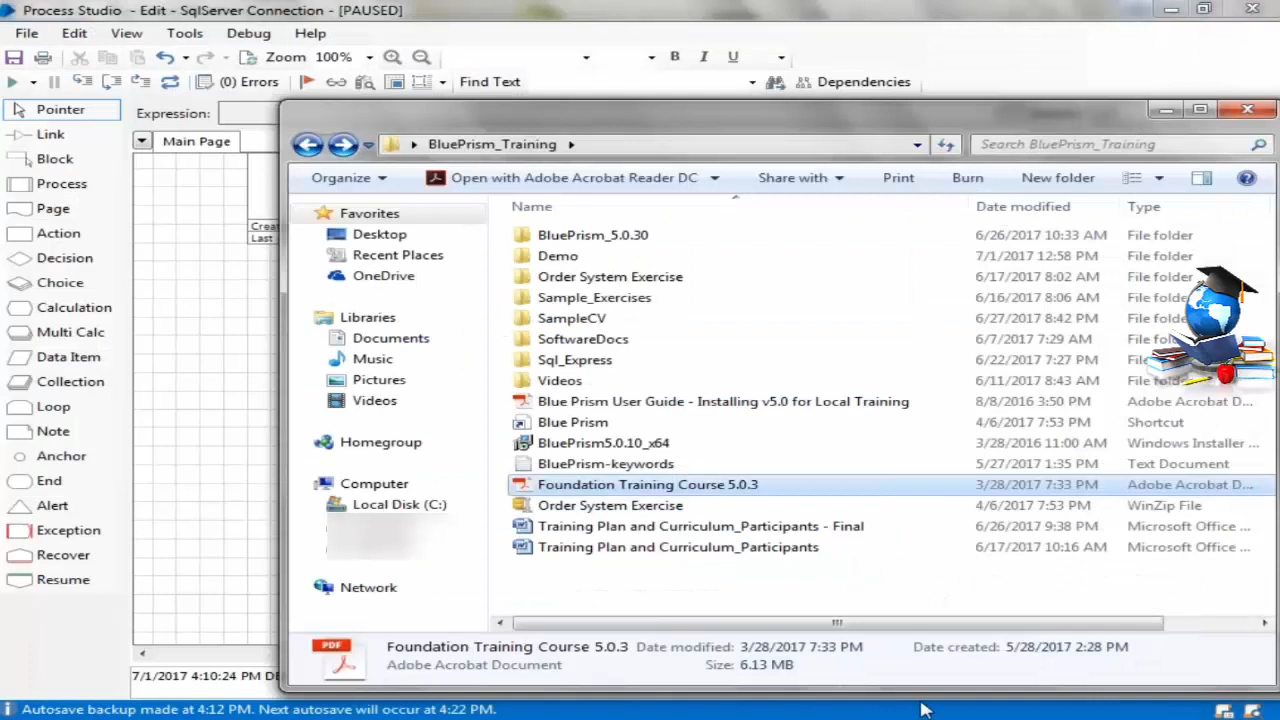 Process Studio - Edit - SqlServer Connection - [PAUSED]
File Edit View Tools Debug Help
Zoom 100% B I U
(0) Errors Find Text Dependencies
Pointer
Link
Block
Process
Page
Action
Decision
Choice
Calculation
Multi Calc
Data Item
Collection
Loop
Note
Anchor
End
Alert
Exception
Recover
Resume
Expression:
Main Page
Last
BluePrism_Training
Search BluePrism_Training
Organize Open with Adobe Acrobat Reader DC Share with Print Burn New folder
Favorites
Desktop
Recent Places
OneDrive
Libraries
Documents
Music
Pictures
Videos
Homegroup
Computer
Local Disk (C:)
Network
Name Date modified Type
BluePrism_5.0.30 6/26/2017 10:33 AM File folder
Demo 7/1/2017 12:58 PM File folder
Order System Exercise 6/17/2017 8:02 AM File folder
Sample_Exercises 6/16/2017 8:06 AM File folder
SampleCV 6/27/2017 8:42 PM File folder
SoftwareDocs 6/7/2017 7:29 AM File folder
Sql_Express 6/22/2017 7:27 PM File folder
Videos 6/11/2017 8:43 AM File folder
Blue Prism User Guide - Installing v5.0 for Local Training 8/8/2016 3:50 PM Adobe Acrobat D...
Blue Prism 4/6/2017 7:53 PM Shortcut
BluePrism5.0.10_x64 3/28/2016 11:00 AM Windows Installer ...
BluePrism-keywords 5/27/2017 1:35 PM Text Document
Foundation Training Course 5.0.3 3/28/2017 7:33 PM Adobe Acrobat D...
Order System Exercise 4/6/2017 7:53 PM WinZip File
Training Plan and Curriculum_Participants - Final 6/26/2017 9:38 PM Microsoft Office ...
Training Plan and Curriculum_Participants 6/17/2017 10:16 AM Microsoft Office ...
PDF
Foundation Training Course 5.0.3 Date modified: 3/28/2017 7:33 PM Date created: 5/28/2017 2:28 PM
Adobe Acrobat Document Size: 6.13 MB
7/1/2017 4:10:24 PM
Autosave backup made at 4:12 PM. Next autosave will occur at 4:22 PM.